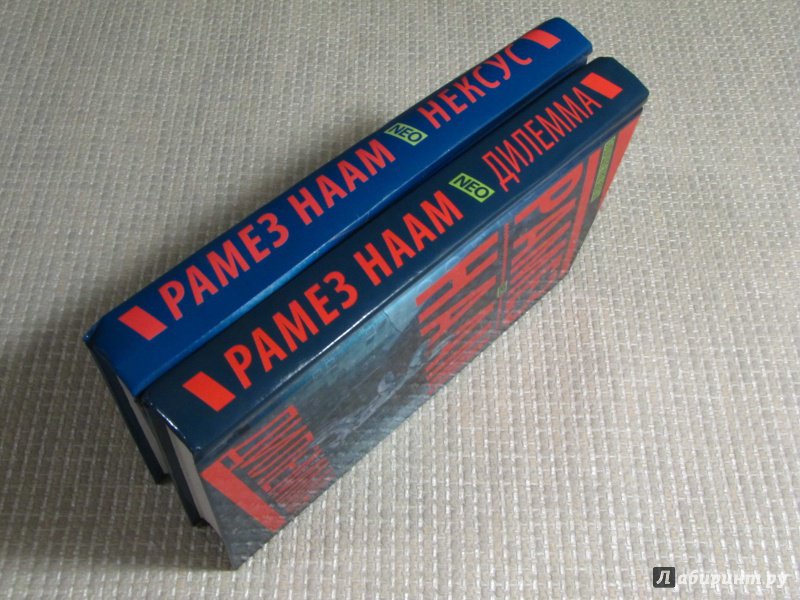 РАМЕЗ НААМ NEO НЕКСУС
РАМЕЗ НААМ NEO ДИЛЕММА
Лабиринт.ру